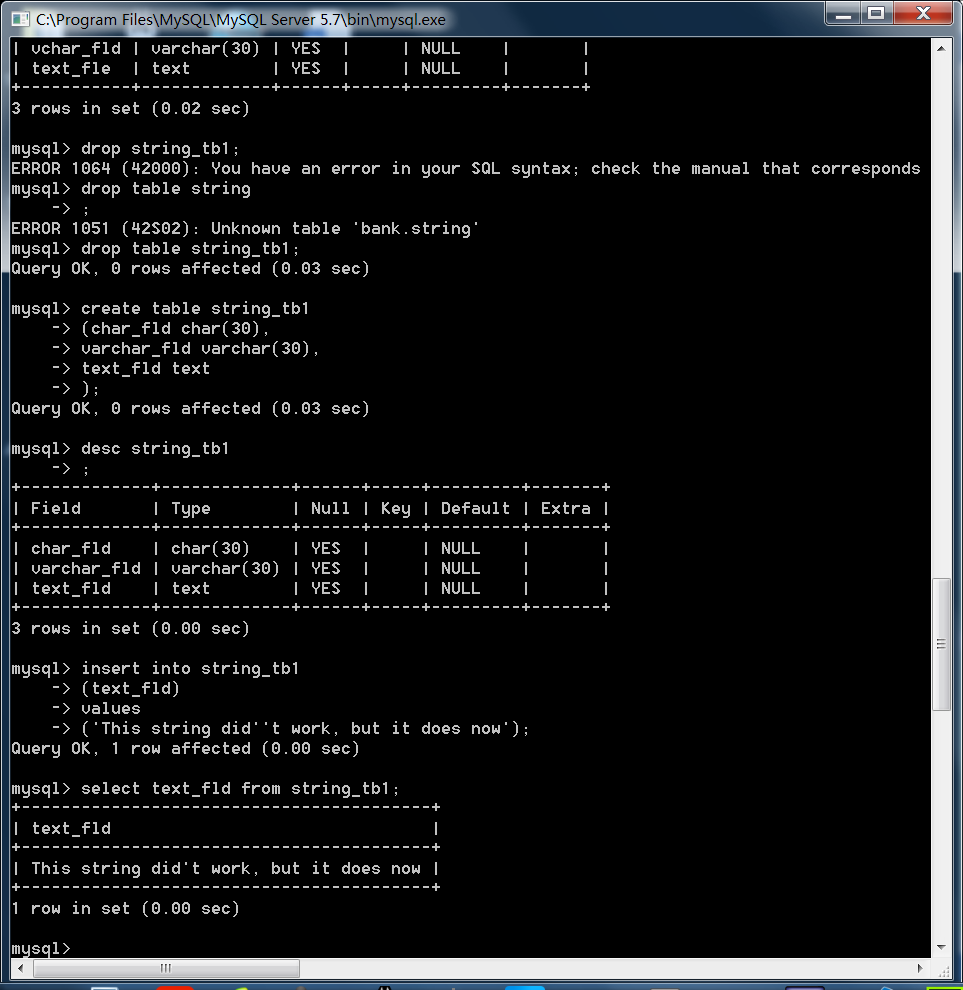 C:\Program Files\MySQL\MySQL Server 5.7\bin\mysql.exe
| vchar_fld | varchar(30) | YES  |     | NULL    |       |
| text_fle  | text        | YES  |     | NULL    |       |
+-----------+-------------+------+-----+---------+-------+
3 rows in set (0.02 sec)
mysql> drop string_tb1;
ERROR 1064 (42000): You have an error in your SQL syntax; check the manual that corresponds
mysql> drop table string
    -> ;
ERROR 1051 (42S02): Unknown table 'bank.string'
mysql> drop table string_tb1;
Query OK, 0 rows affected (0.03 sec)
mysql> create table string_tb1
    -> (char_fld char(30),
    -> varchar_fld varchar(30),
    -> text_fld text
    -> );
Query OK, 0 rows affected (0.03 sec)
mysql> desc string_tb1
    -> ;
+-------------+-------------+------+-----+---------+-------+
| Field       | Type        | Null | Key | Default | Extra |
+-------------+-------------+------+-----+---------+-------+
| char_fld    | char(30)    | YES  |     | NULL    |       |
| varchar_fld | varchar(30) | YES  |     | NULL    |       |
| text_fld    | text        | YES  |     | NULL    |       |
+-------------+-------------+------+-----+---------+-------+
3 rows in set (0.00 sec)
mysql> insert into string_tb1
    -> (text_fld)
    -> values
    -> ('This string did''t work, but it does now');
Query OK, 1 row affected (0.00 sec)
mysql> select text_fld from string_tb1;
+-----------------------------------------+
| text_fld                                |
+-----------------------------------------+
| This string did't work, but it does now |
+-----------------------------------------+
1 row in set (0.00 sec)
mysql>